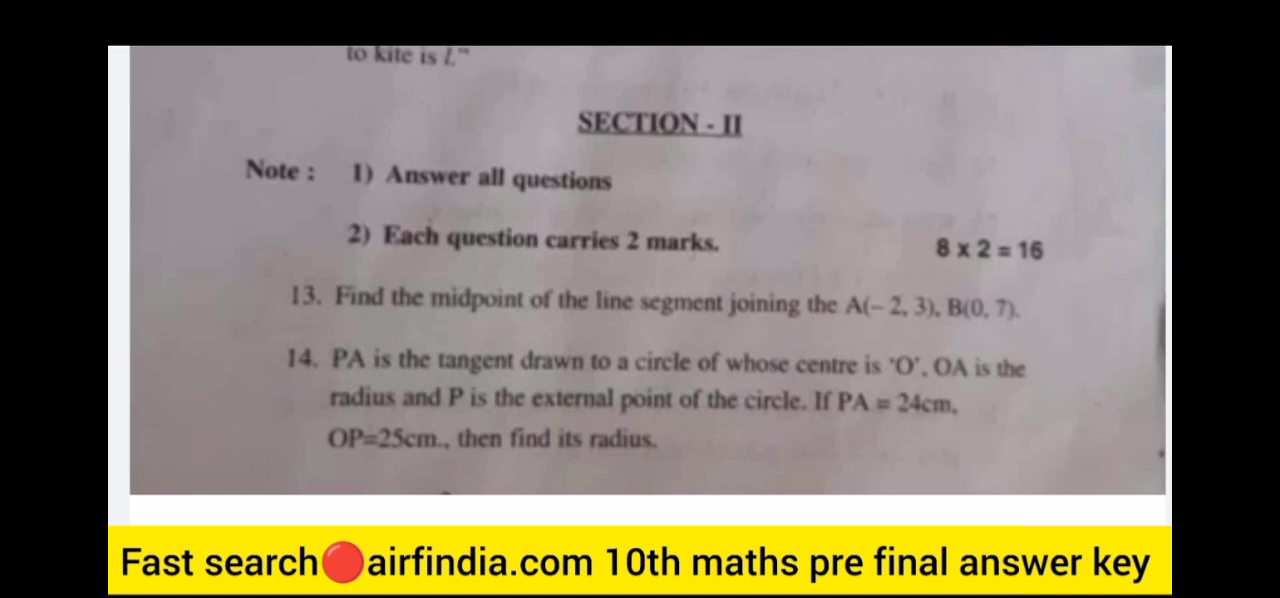 to kite is l."
SECTION - II
Note : 1) Answer all questions
2) Each question carries 2 marks.
8 x 2 = 16
13. Find the midpoint of the line segment joining the A(– 2, 3), B(0, 7).
14. PA is the tangent drawn to a circle of whose centre is 'O', OA is the
radius and P is the external point of the circle. If PA = 24cm,
OP=25cm., then find its radius.
Fast search🔴airfindia.com 10th maths pre final answer key